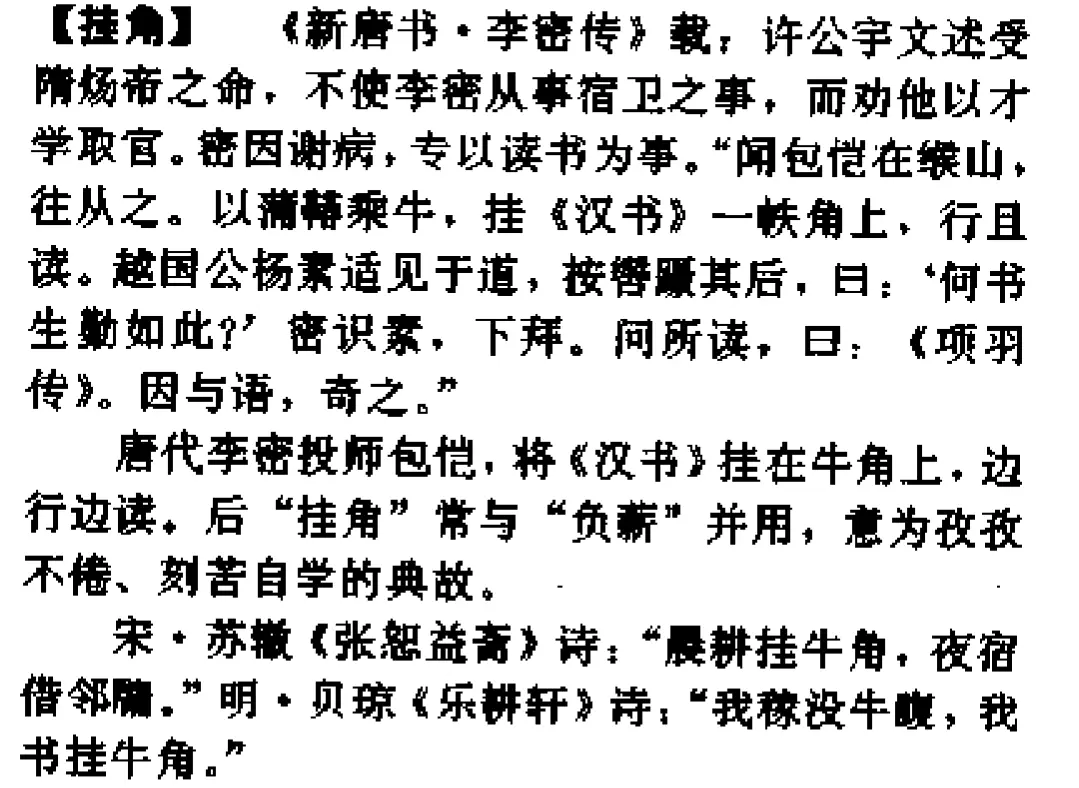 【挂角】 《新唐书·李密传》载：许公宇文述受
隋炀帝之命，不使李密从事宿卫之事，而劝他以才
学取官。密因谢病，专以读书为事。“闻包恺在缑山，
往从之。以蒲鞯乘牛，挂《汉书》一帙角上，行且
读。越国公杨素适见于道，按辔蹑其后，曰：‘何书
生勤如此？’密识素，下拜。问所读，曰：《项羽
传》。因与语，奇之。”
唐代李密投师包恺，将《汉书》挂在牛角上，边
行边读。后“挂角”常与“负薪”并用，意为孜孜
不倦、刻苦自学的典故。
宋·苏辙《张恕益斋》诗：“晨耕挂牛角，夜宿
借邻牖。”明·贝琼《乐耕轩》诗：“我稼没牛腹，我
书挂牛角。”